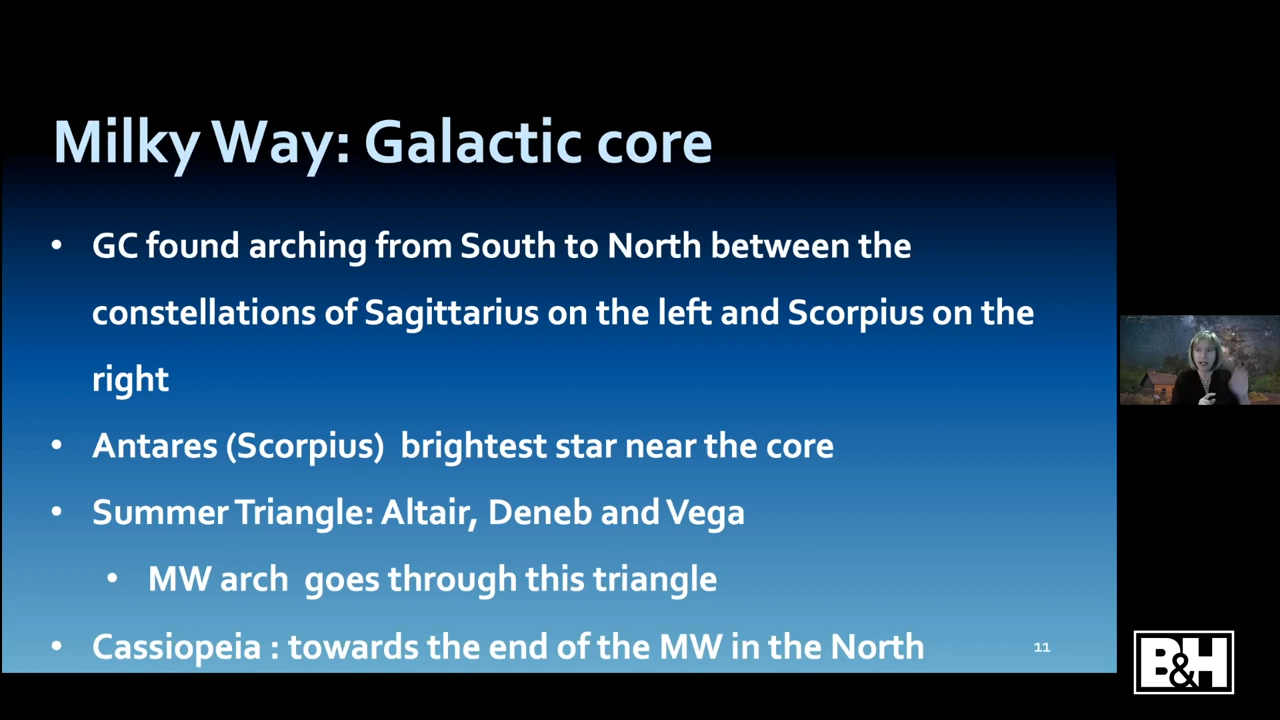 Milky Way: Galactic core
• GC found arching from South to North between the
constellations of Sagittarius on the left and Scorpius on the
right
• Antares (Scorpius) brightest star near the core
• Summer Triangle: Altair, Deneb and Vega
• MW arch goes through this triangle
• Cassiopeia : towards the end of the MW in the North
11
B&H